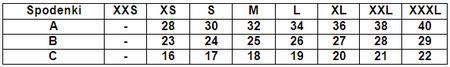 Spodenki XXS XS S M L XL XXL XXXL
A - 28 30 32 34 36 38 40
B - 23 24 25 26 27 28 29
C - 16 17 18 19 20 21 22